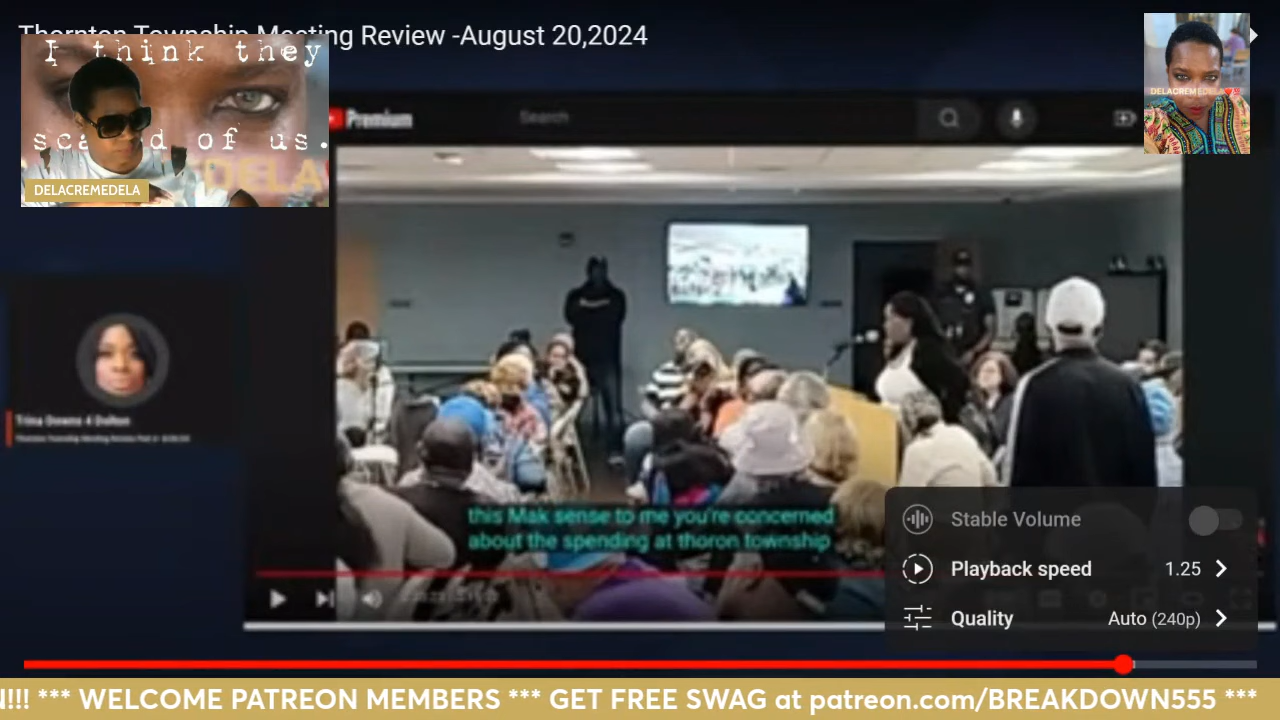 Thornton Township Meeting Review -August 20,2024
I think they
scared of us.
DELACREMEDELA
DELACREMEDELA
Premium
Search
Trina Downs 4 Dolton
this Mak sense to me you're concerned
about the spending at thoron township
Stable Volume
Playback speed 1.25
Quality Auto (240p)
N!!! *** WELCOME PATREON MEMBERS *** GET FREE SWAG at patreon.com/BREAKDOWN555 ***